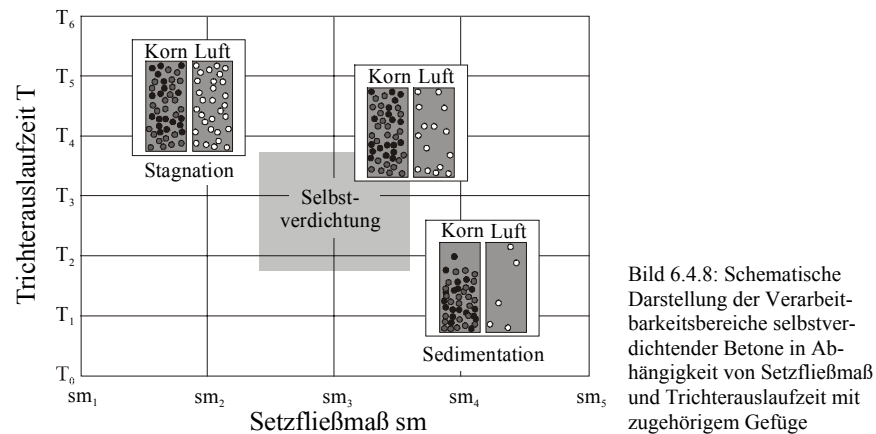 T₆
T₅
T₄
T₃
T₂
T₁
T₀
Trichterauslaufzeit T
Korn Luft
Stagnation
Korn Luft
Selbst-
verdichtung
Korn Luft
Sedimentation
sm₁ sm₂ sm₃ sm₄ sm₅
Setzfließmaß sm
Bild 6.4.8: Schematische
Darstellung der Verarbeit-
barkeitsbereiche selbstver-
dichtender Betone in Ab-
hängigkeit von Setzfließmaß
und Trichterauslaufzeit mit
zugehörigem Gefüge